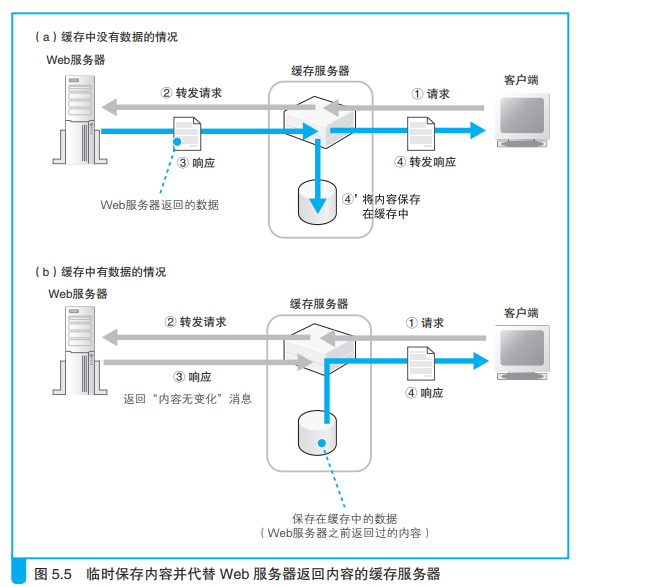 （a）缓存中没有数据的情况
Web服务器
缓存服务器
客户端
② 转发请求
① 请求
③ 响应
④ 转发响应
Web服务器返回的数据
④’ 将内容保存
在缓存中
（b）缓存中有数据的情况
Web服务器
缓存服务器
客户端
② 转发请求
① 请求
③ 响应
④ 响应
返回“内容无变化”消息
保存在缓存中的数据
（Web服务器之前返回过的内容）
图 5.5 临时保存内容并代替 Web 服务器返回内容的缓存服务器